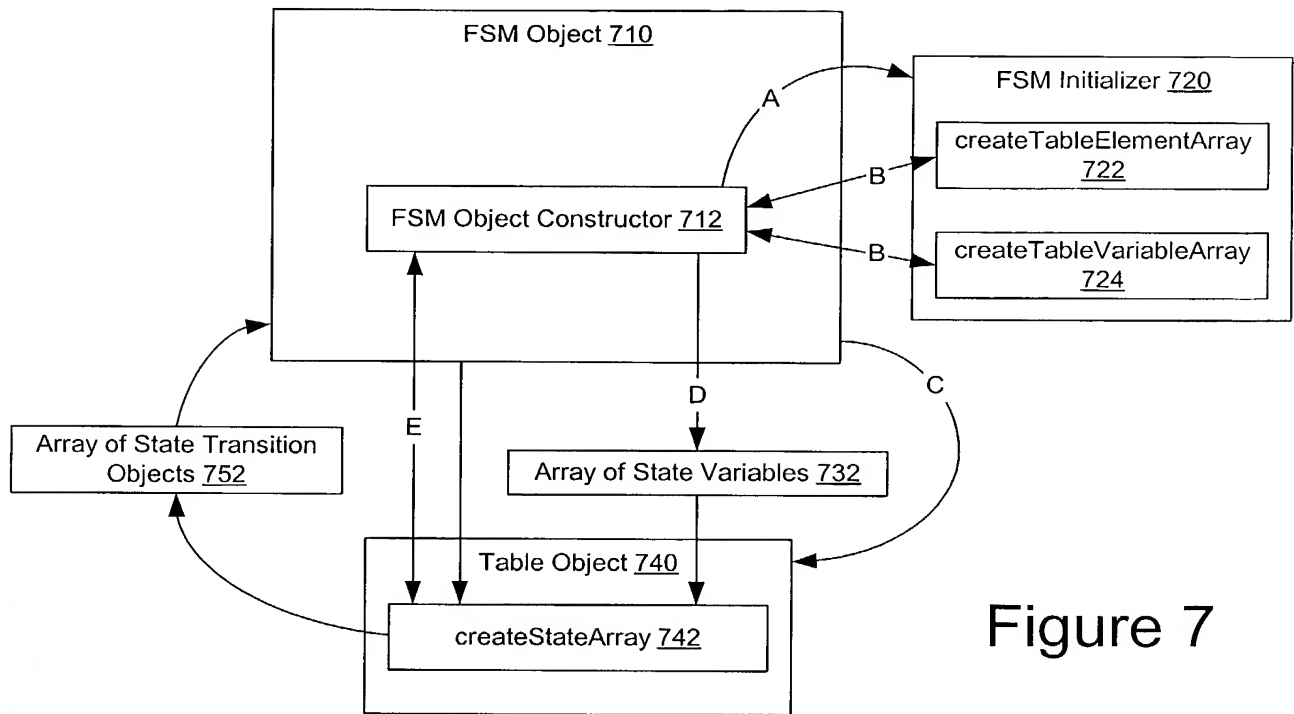 FSM Object 710
A
FSM Initializer 720
createTableElementArray
722
B
FSM Object Constructor 712
B
createTableVariableArray
724
C
D
E
Array of State Transition
Objects 752
Array of State Variables 732
Table Object 740
createStateArray 742
Figure 7